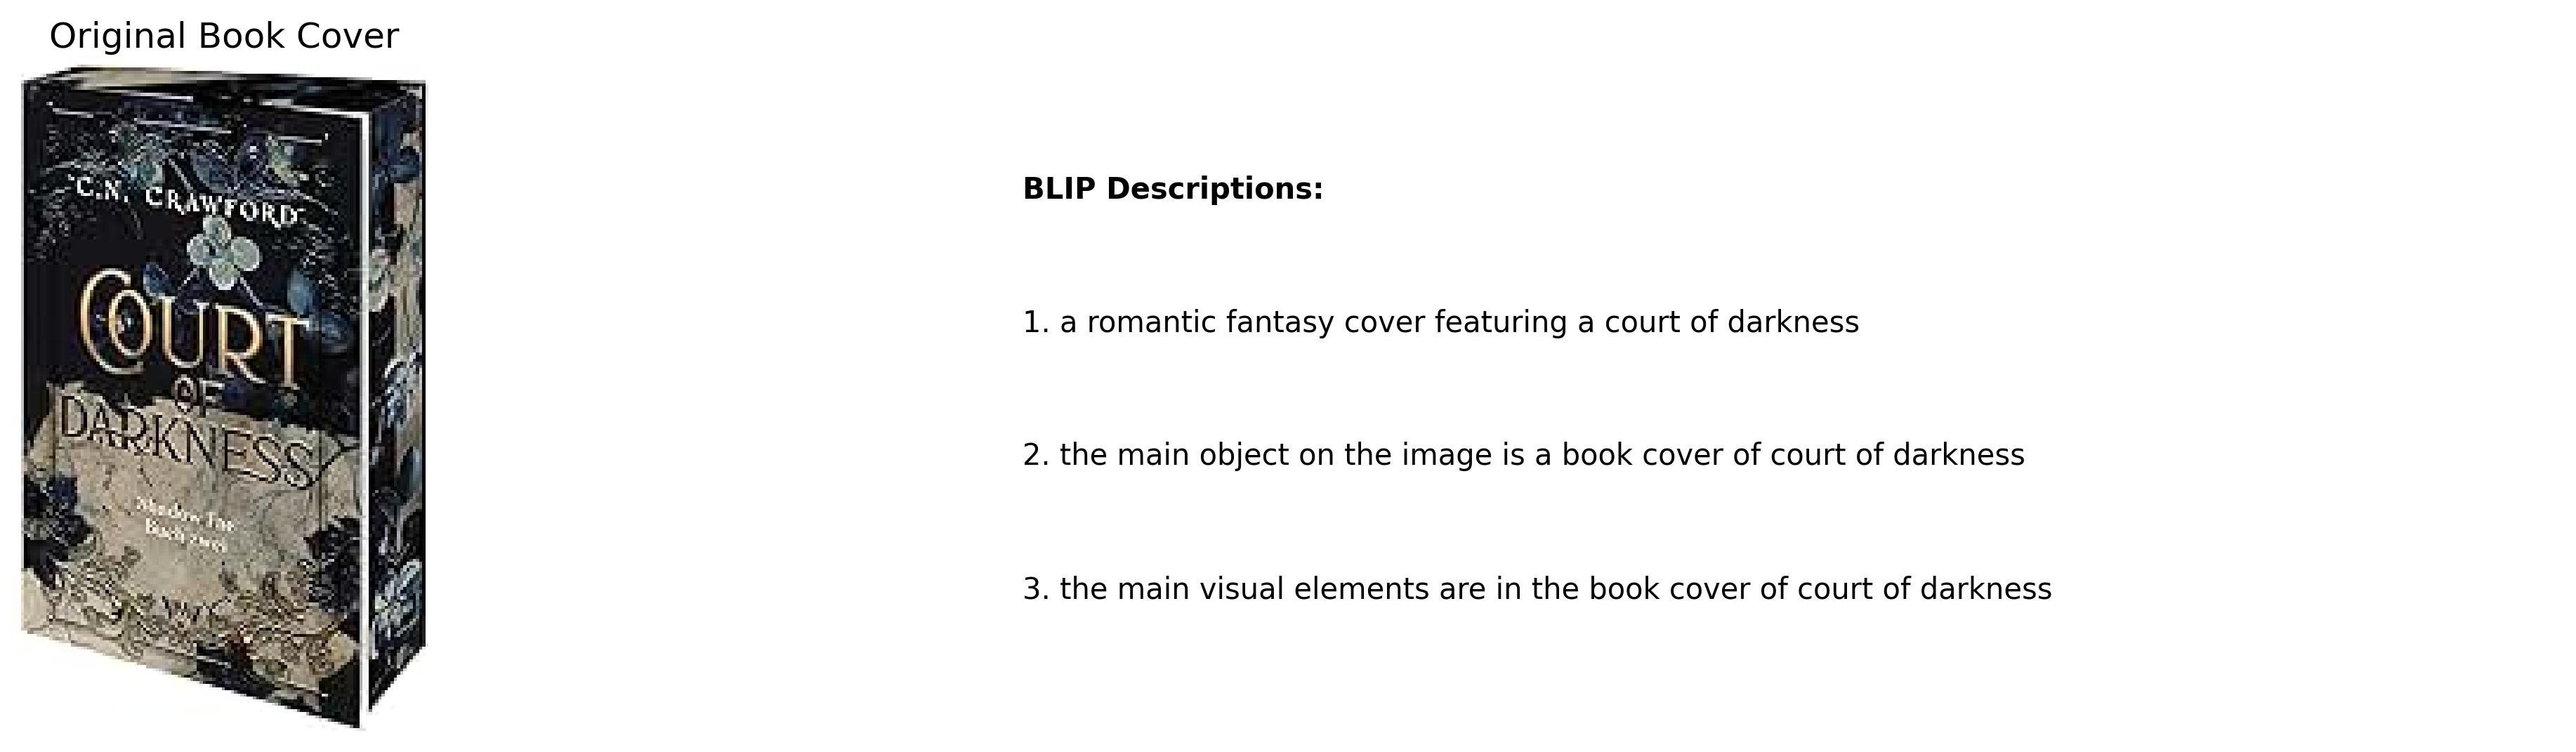 Original Book Cover
C.N. CRAWFORD
COURT
OF
DARKNESS
Shadow Fae
Buch zwei
BLIP Descriptions:
1. a romantic fantasy cover featuring a court of darkness
2. the main object on the image is a book cover of court of darkness
3. the main visual elements are in the book cover of court of darkness